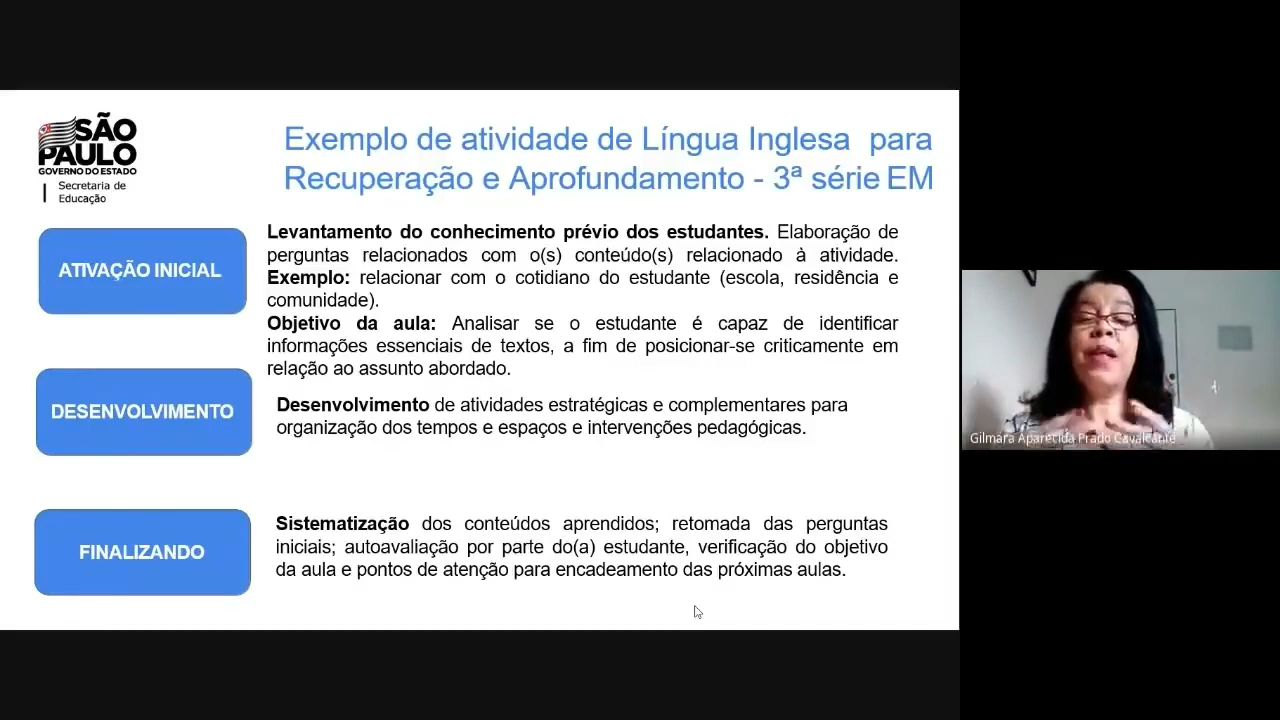 SÃO
PAULO
GOVERNO DO ESTADO
Secretaria de
Educação
Exemplo de atividade de Língua Inglesa para
Recuperação e Aprofundamento - 3ª série EM
ATIVAÇÃO INICIAL
Levantamento do conhecimento prévio dos estudantes. Elaboração de
perguntas relacionados com o(s) conteúdo(s) relacionado à atividade.
Exemplo: relacionar com o cotidiano do estudante (escola, residência e
comunidade).
Objetivo da aula: Analisar se o estudante é capaz de identificar
informações essenciais de textos, a fim de posicionar-se criticamente em
relação ao assunto abordado.
DESENVOLVIMENTO
Desenvolvimento de atividades estratégicas e complementares para
organização dos tempos e espaços e intervenções pedagógicas.
FINALIZANDO
Sistematização dos conteúdos aprendidos; retomada das perguntas
iniciais; autoavaliação por parte do(a) estudante, verificação do objetivo
da aula e pontos de atenção para encadeamento das próximas aulas.
Gilmara Aparecida Prado Cavalcante